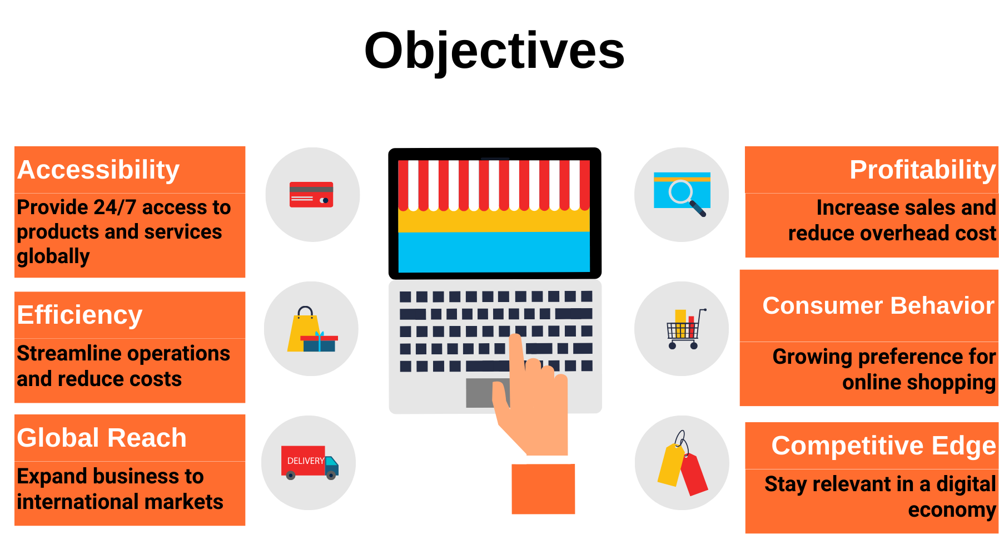 Objectives
Accessibility
Provide 24/7 access to
products and services
globally
Efficiency
Streamline operations
and reduce costs
Global Reach
Expand business to
international markets
DELIVERY
Profitability
Increase sales and
reduce overhead cost
Consumer Behavior
Growing preference for
online shopping
Competitive Edge
Stay relevant in a digital
economy